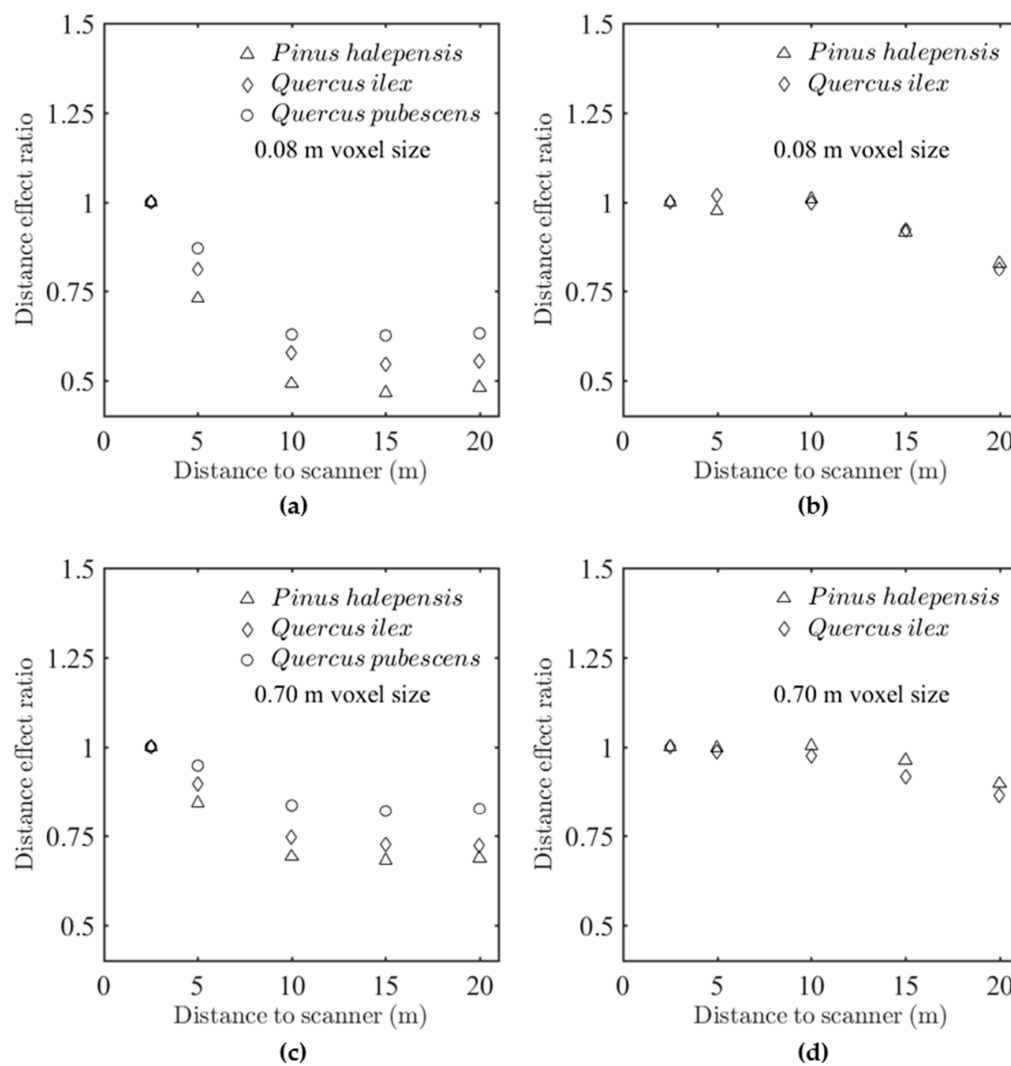 1.5
1.25
1
0.75
0.5
Distance effect ratio
△ Pinus halepensis
◇ Quercus ilex
○ Quercus pubescens
0.08 m voxel size
0 5 10 15 20
Distance to scanner (m)
(a)
1.5
1.25
1
0.75
0.5
Distance effect ratio
△ Pinus halepensis
◇ Quercus ilex
0.08 m voxel size
0 5 10 15 20
Distance to scanner (m)
(b)
1.5
1.25
1
0.75
0.5
Distance effect ratio
△ Pinus halepensis
◇ Quercus ilex
○ Quercus pubescens
0.70 m voxel size
0 5 10 15 20
Distance to scanner (m)
(c)
1.5
1.25
1
0.75
0.5
Distance effect ratio
△ Pinus halepensis
◇ Quercus ilex
0.70 m voxel size
0 5 10 15 20
Distance to scanner (m)
(d)